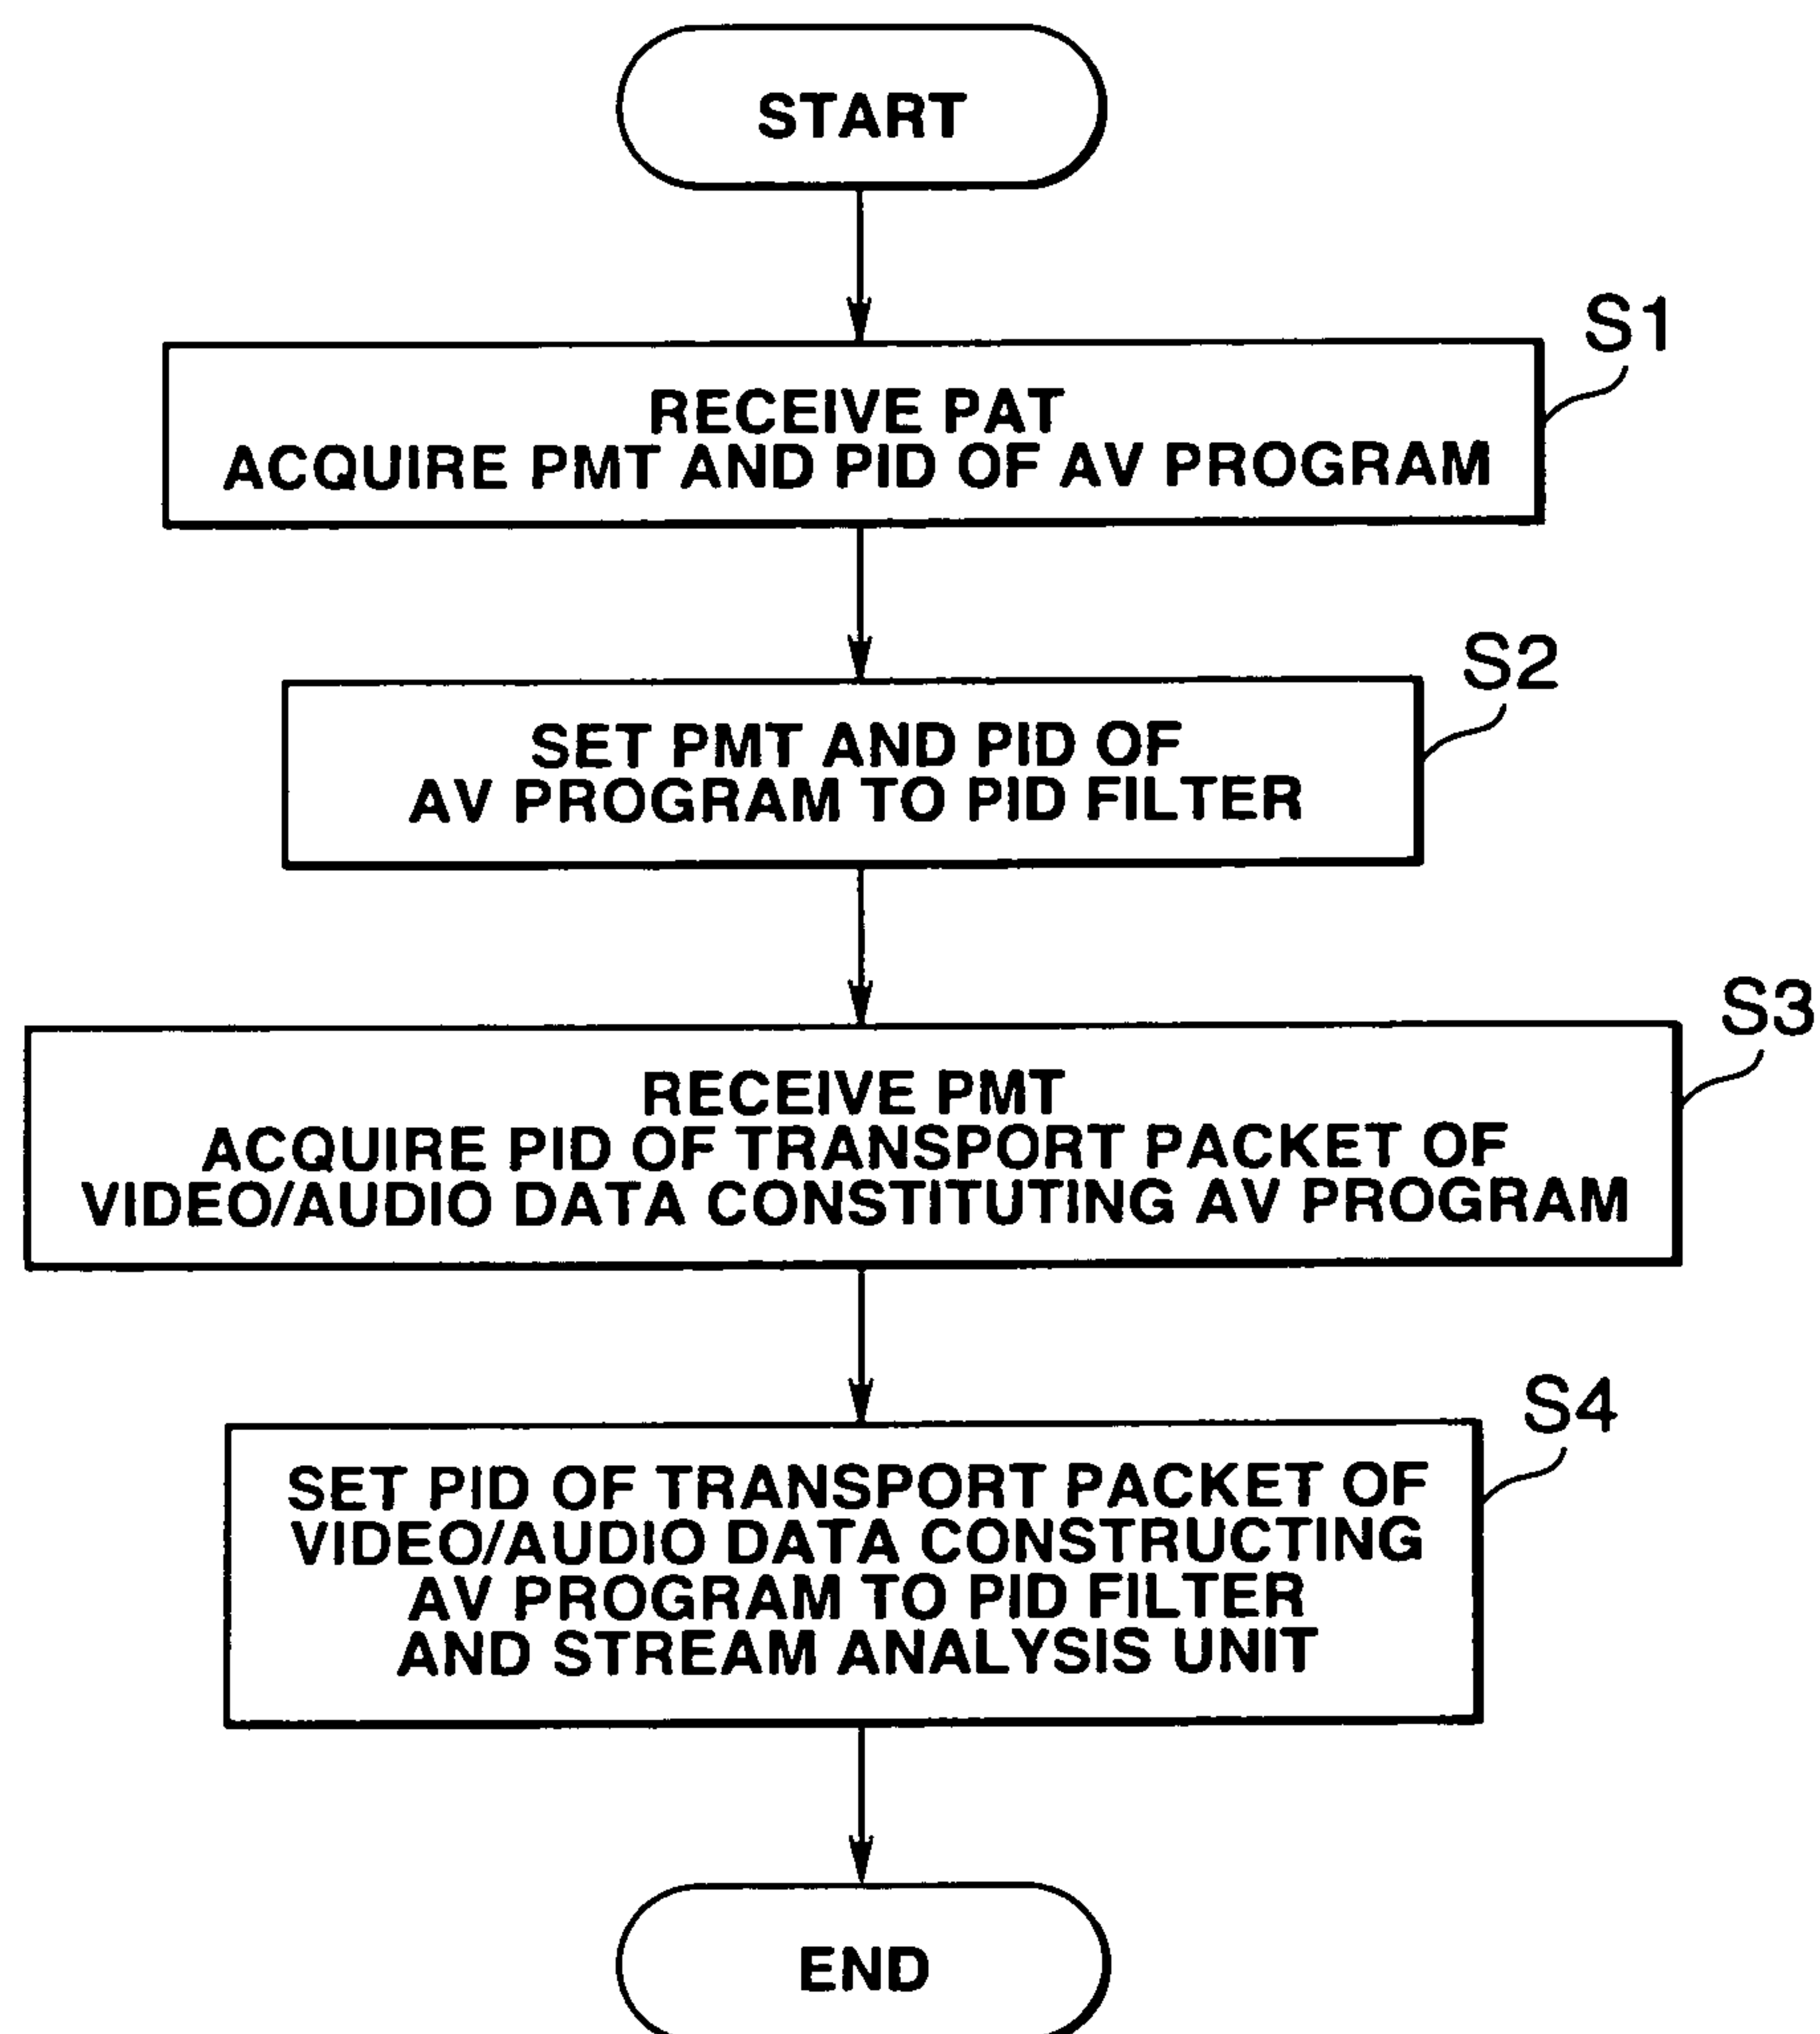 START
S1
RECEIVE PAT
ACQUIRE PMT AND PID OF AV PROGRAM
S2
SET PMT AND PID OF
AV PROGRAM TO PID FILTER
S3
RECEIVE PMT
ACQUIRE PID OF TRANSPORT PACKET OF
VIDEO/AUDIO DATA CONSTITUTING AV PROGRAM
S4
SET PID OF TRANSPORT PACKET OF
VIDEO/AUDIO DATA CONSTRUCTING
AV PROGRAM TO PID FILTER
AND STREAM ANALYSIS UNIT
END